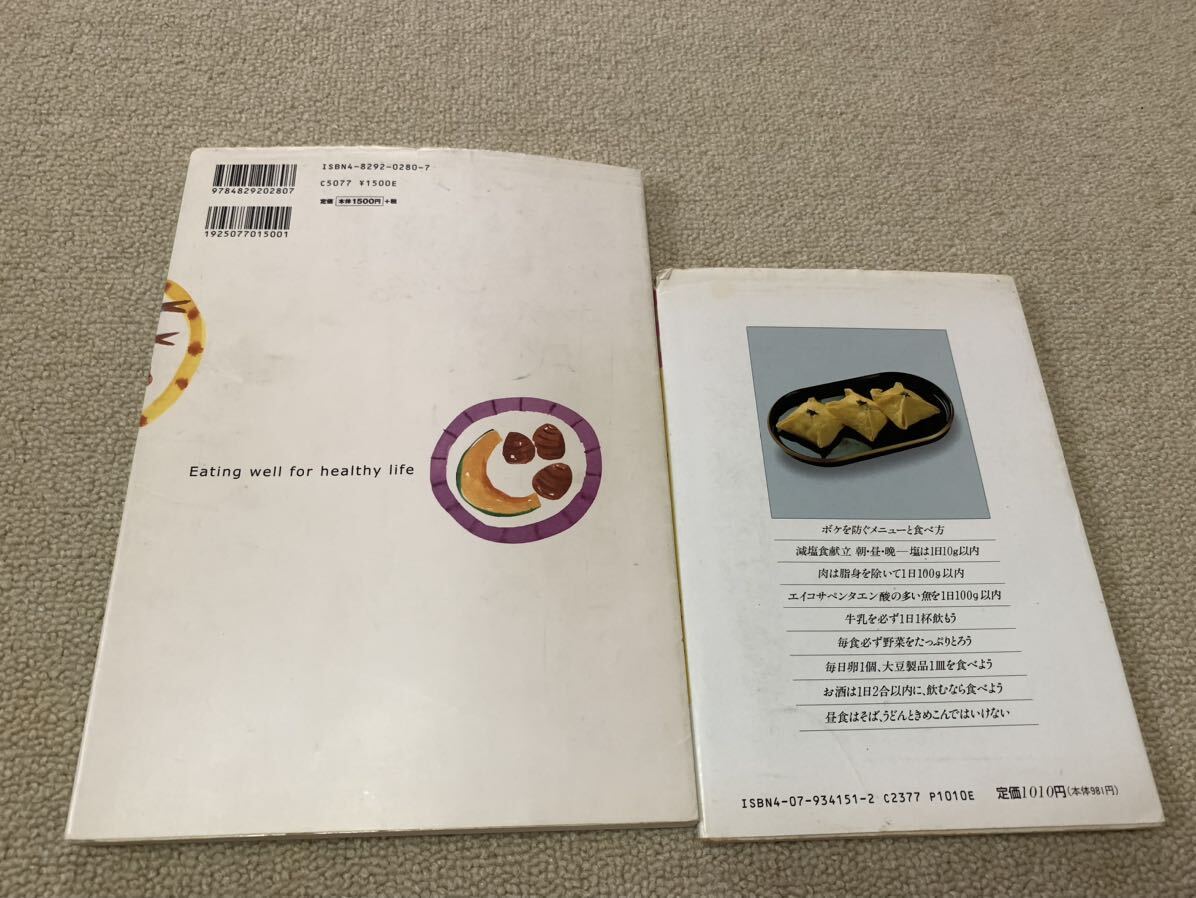 ISBN4-8292-0280-7
9784829202807
C5077 ¥1500E
定価 本体1500円 +税
1925077015001
Eating well for healthy life
ボケを防ぐメニューと食べ方
減塩食献立 朝・昼・晩―塩は1日10g以内
肉は脂身を除いて1日100g以内
エイコサペンタエン酸の多い魚を1日100g以内
牛乳を必ず1日1杯飲もう
毎食必ず野菜をたっぷりとろう
毎日卵1個、大豆製品1皿を食べよう
お酒は1日2合以内に、飲むなら食べよう
昼食はそば、うどんときめこんではいけない
ISBN4-07-934151-2 C2377 P1010E 定価1010円(本体981円)